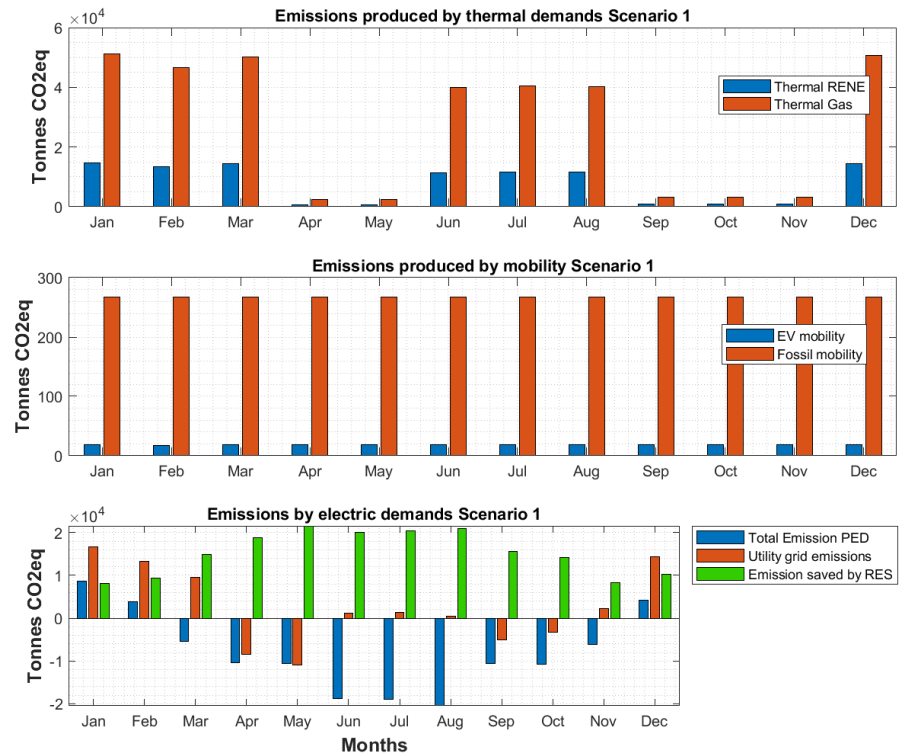 Emissions produced by thermal demands Scenario 1
×10⁴
Tonnes CO2eq
6
4
2
0
Thermal RENE
Thermal Gas
Jan Feb Mar Apr May Jun Jul Aug Sep Oct Nov Dec
Emissions produced by mobility Scenario 1
Tonnes CO2eq
300
200
100
0
EV mobility
Fossil mobility
Jan Feb Mar Apr May Jun Jul Aug Sep Oct Nov Dec
Emissions by electric demands Scenario 1
×10⁴
Tonnes CO2eq
2
1
0
-1
-2
Total Emission PED
Utility grid emissions
Emission saved by RES
Jan Feb Mar Apr May Jun Jul Aug Sep Oct Nov Dec
Months